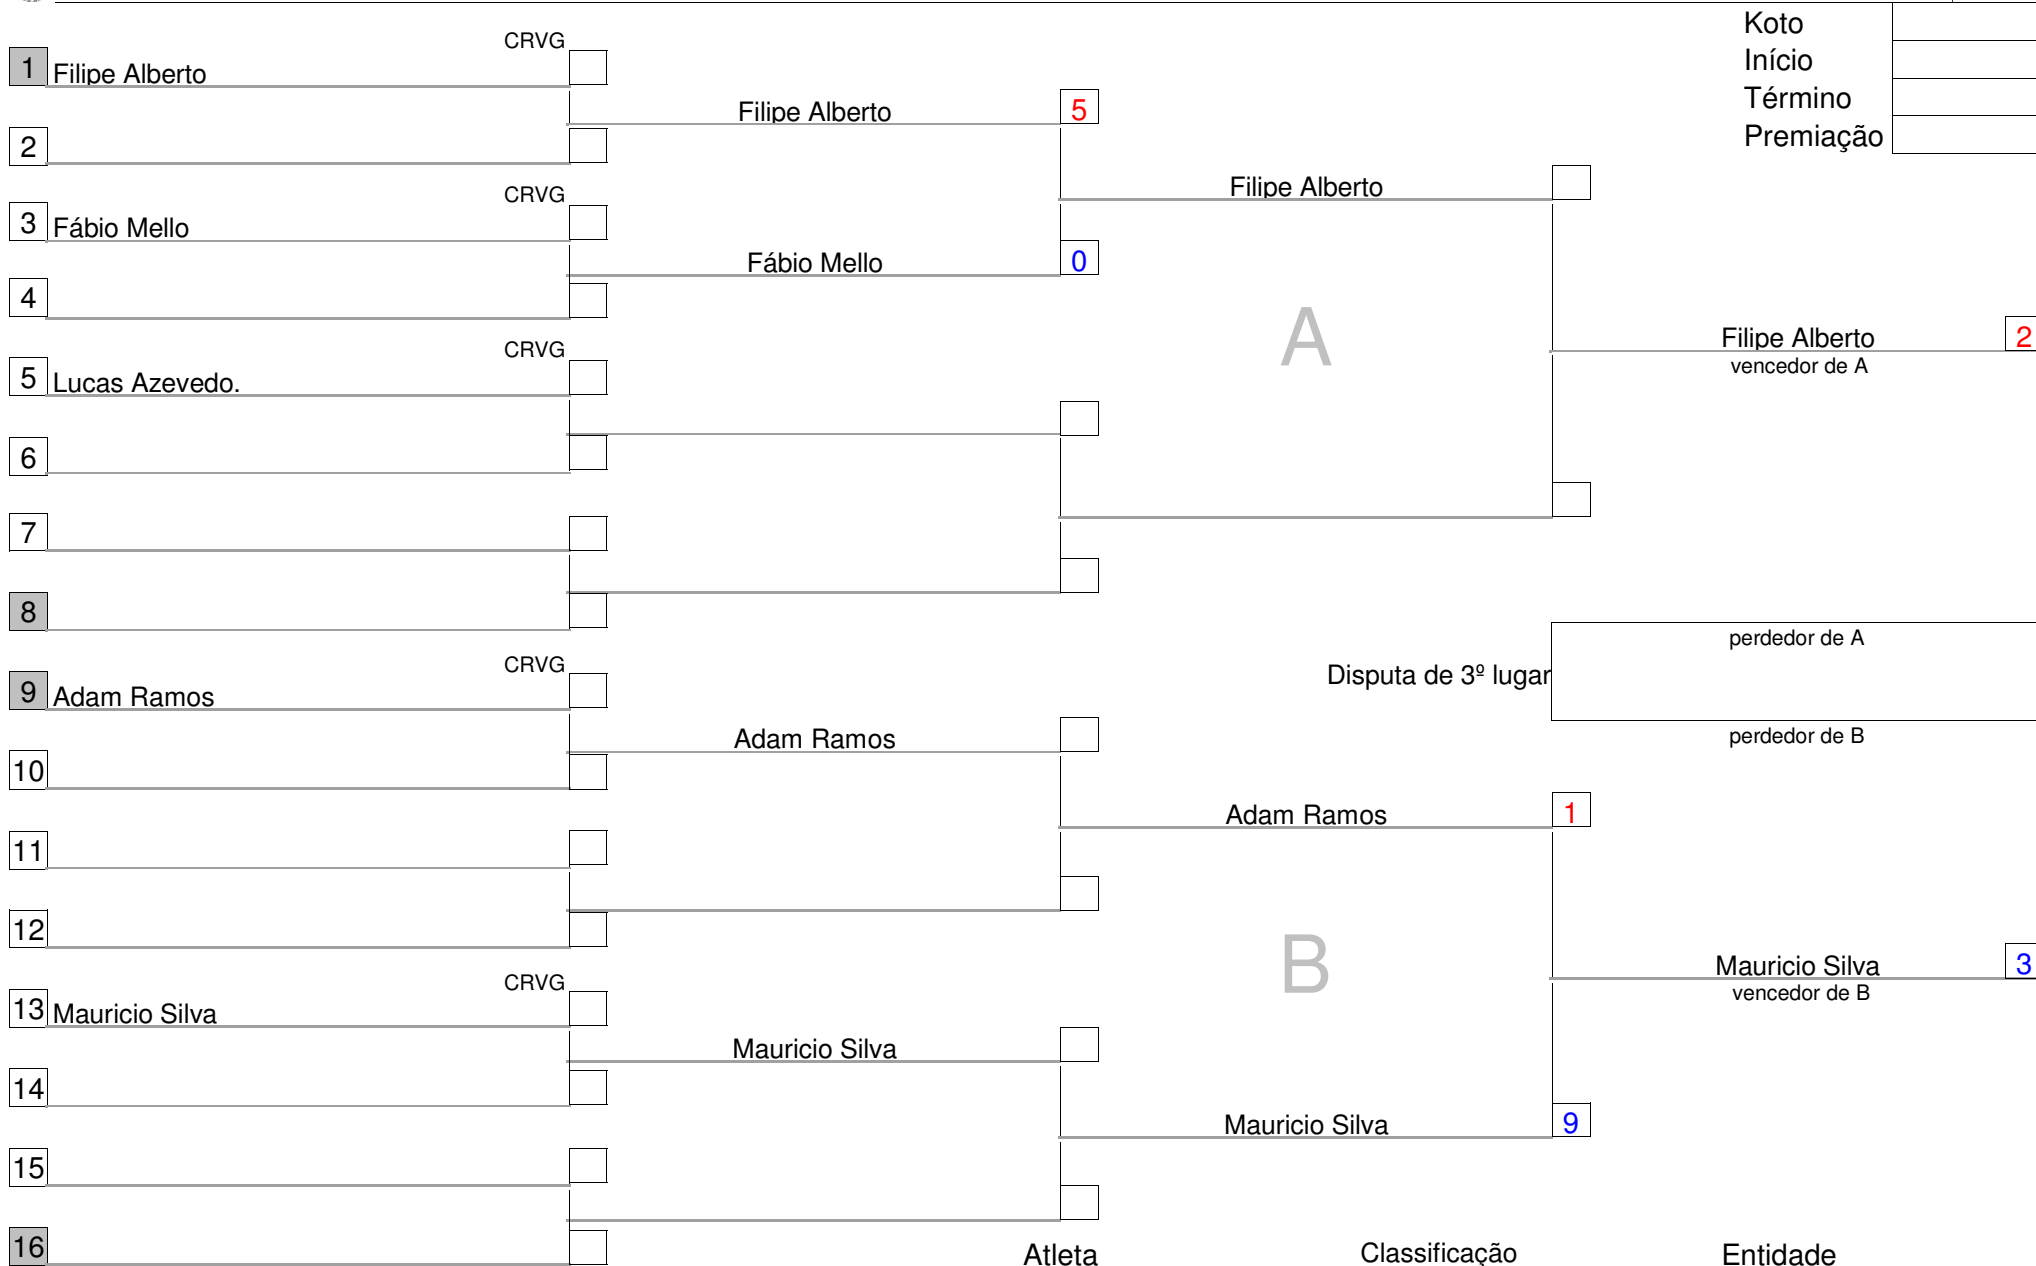 Koto
CRVG
1 Filipe Alberto
Início
Término
Filipe Alberto 5
2
Premiação
CRVG
Filipe Alberto
3 Fábio Mello
Fábio Mello 0
4
A
Filipe Alberto 2
CRVG
vencedor de A
5 Lucas Azevedo.
6
7
8
perdedor de A
CRVG
Disputa de 3º lugar
9 Adam Ramos
Adam Ramos
perdedor de B
10
Adam Ramos 1
11
12
B
Mauricio Silva 3
CRVG
vencedor de B
13 Mauricio Silva
Mauricio Silva
14
Mauricio Silva 9
15
16
Atleta Classificação Entidade